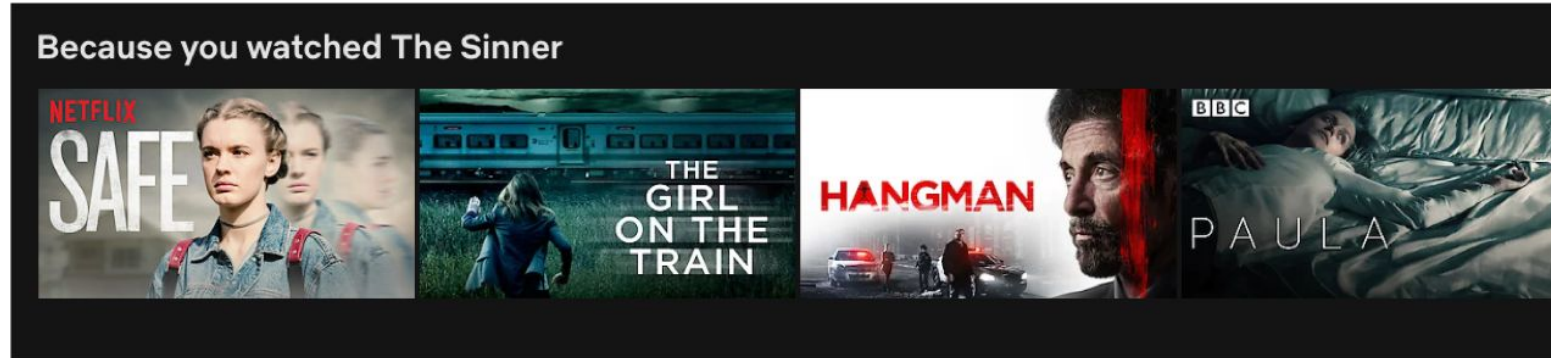 Because you watched The Sinner
NETFLIX
SAFE
THE
GIRL
ON THE
TRAIN
HANGMAN
BBC
PAULA